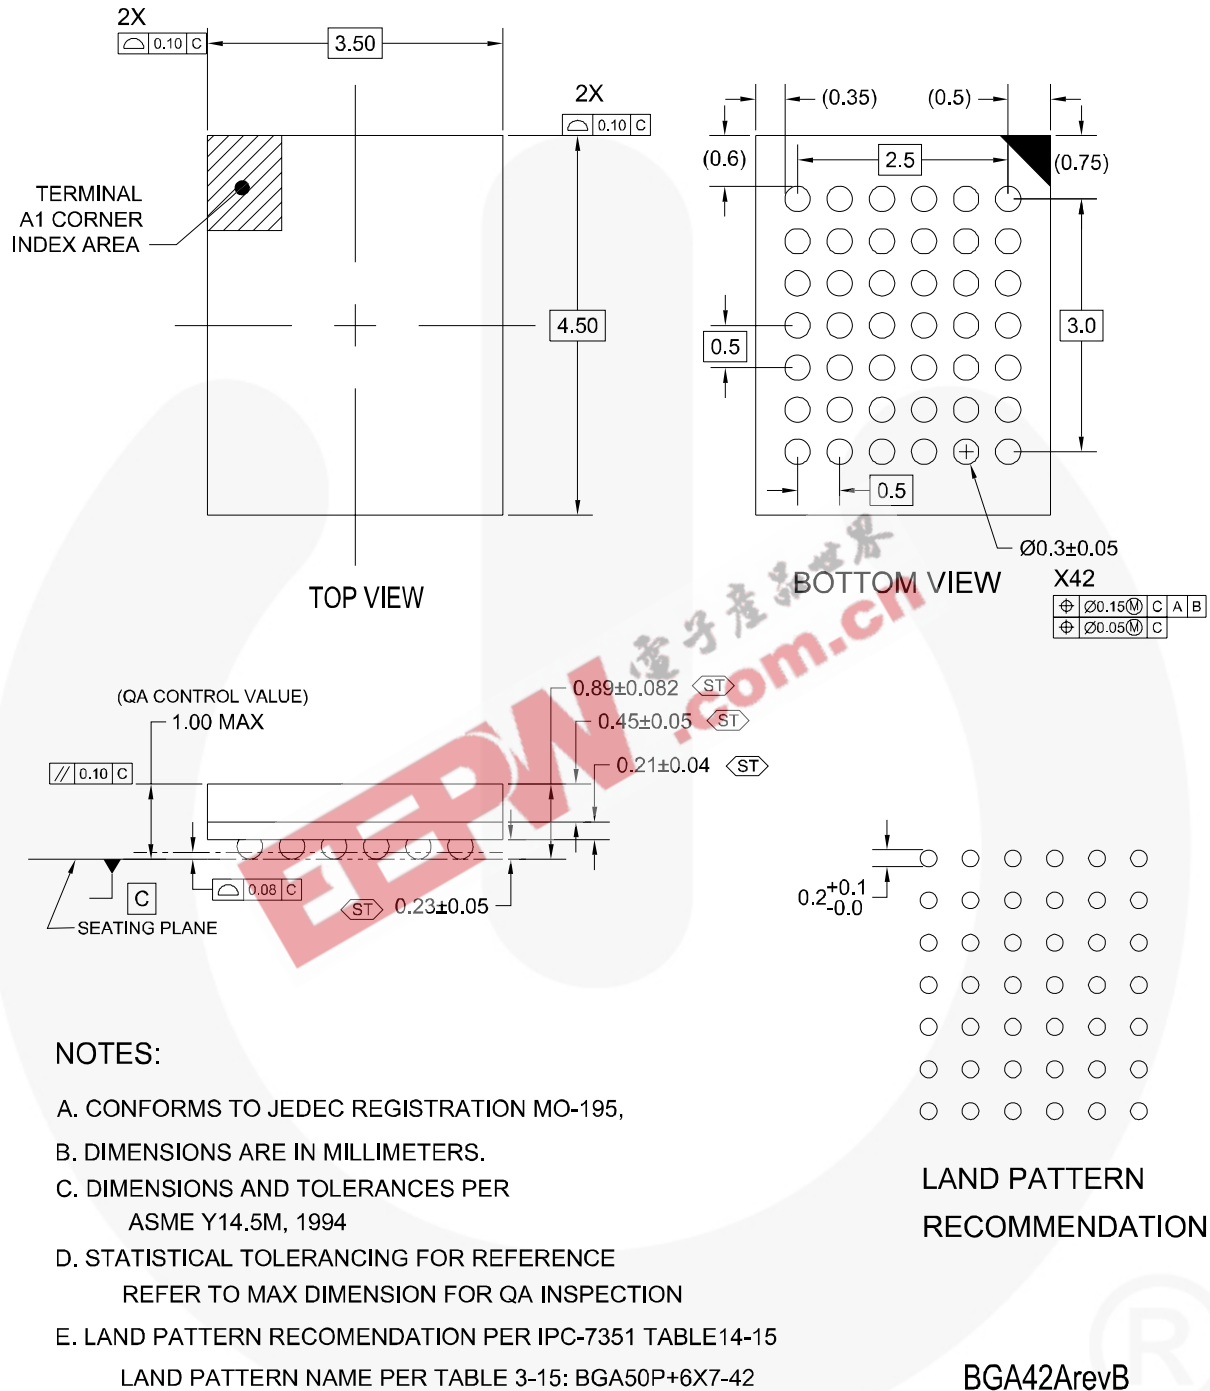 2X
⌓ 0.10 C
3.50
2X
⌓ 0.10 C
TERMINAL
A1 CORNER
INDEX AREA
4.50
TOP VIEW
(0.35)
(0.5)
(0.6)
2.5
(0.75)
3.0
0.5
0.5
Ø0.3±0.05
BOTTOM VIEW
X42
⌖ Ø0.15Ⓜ C A B
⌖ Ø0.05Ⓜ C
電子產品世界
EEPW.com.cn
(QA CONTROL VALUE)
1.00 MAX
0.89±0.082 ST
0.45±0.05 ST
0.21±0.04 ST
// 0.10 C
⌓ 0.08 C
C
ST 0.23±0.05
SEATING PLANE
0.2+0.1
-0.0
LAND PATTERN
RECOMMENDATION
NOTES:
A. CONFORMS TO JEDEC REGISTRATION MO-195,
B. DIMENSIONS ARE IN MILLIMETERS.
C. DIMENSIONS AND TOLERANCES PER
ASME Y14.5M, 1994
D. STATISTICAL TOLERANCING FOR REFERENCE
REFER TO MAX DIMENSION FOR QA INSPECTION
E. LAND PATTERN RECOMENDATION PER IPC-7351 TABLE14-15
LAND PATTERN NAME PER TABLE 3-15: BGA50P+6X7-42
®
BGA42ArevB